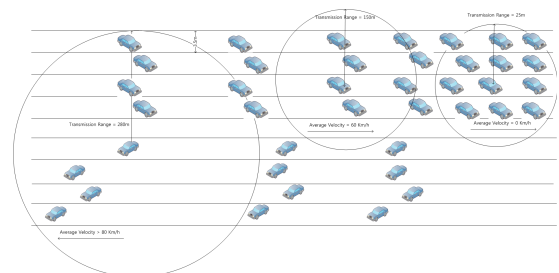 Transmission Range = 150m
Transmission Range = 25m
Transmission Range = 288m
Average Velocity = 60 Km/h
Average Velocity = 0 Km/h
Average Velocity > 80 Km/h